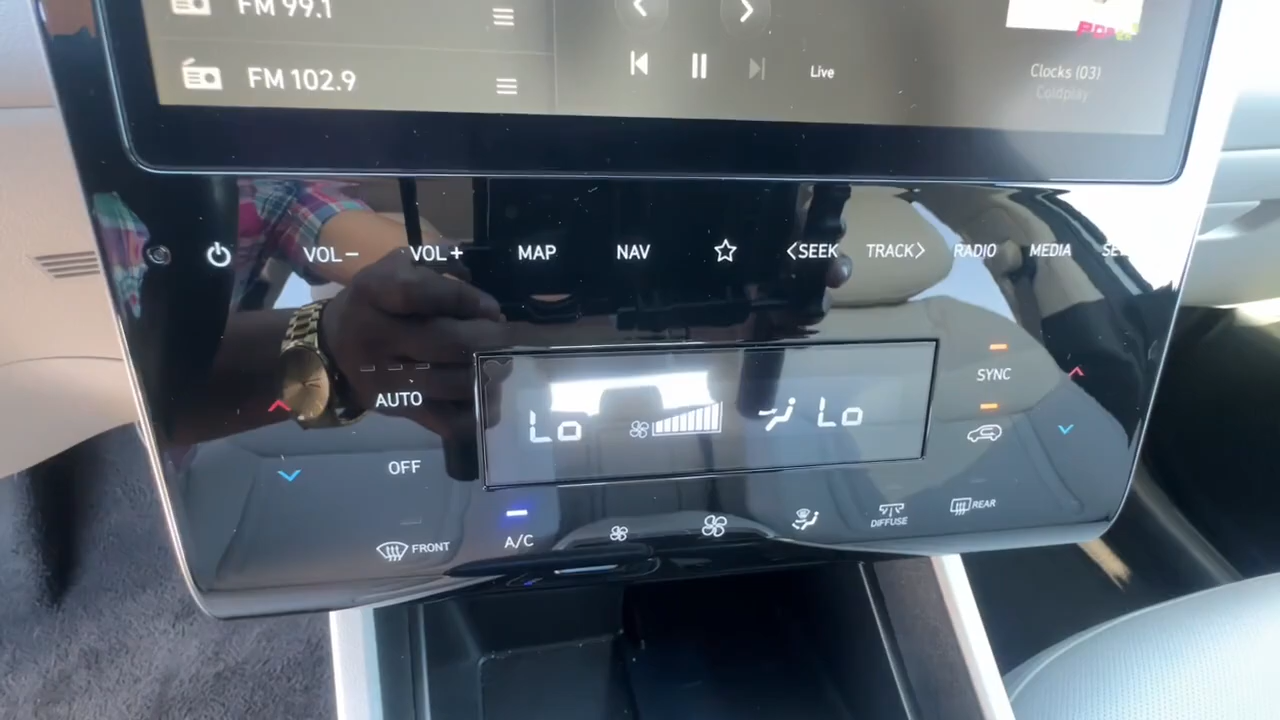 FM 99.1
FM 102.9
Live
Clocks (03)
Coldplay
VOL− VOL+ MAP NAV <SEEK TRACK> RADIO MEDIA
AUTO
SYNC
Lo Lo
OFF
A/C
FRONT
DIFFUSE
REAR